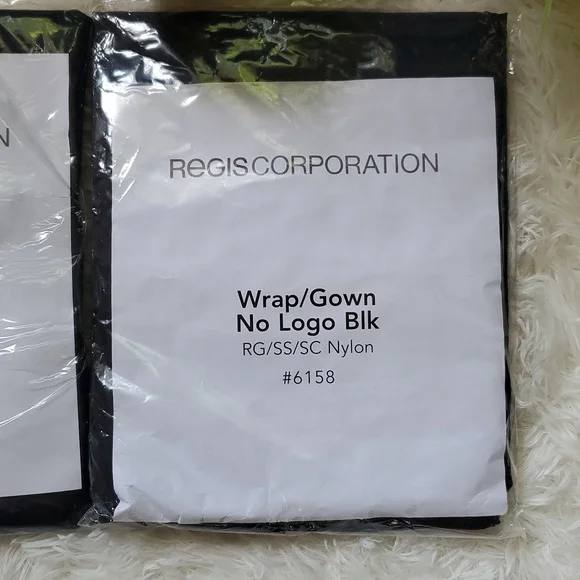 N
ReGISCORPORATION
Wrap/Gown
No Logo Blk
RG/SS/SC Nylon
#6158